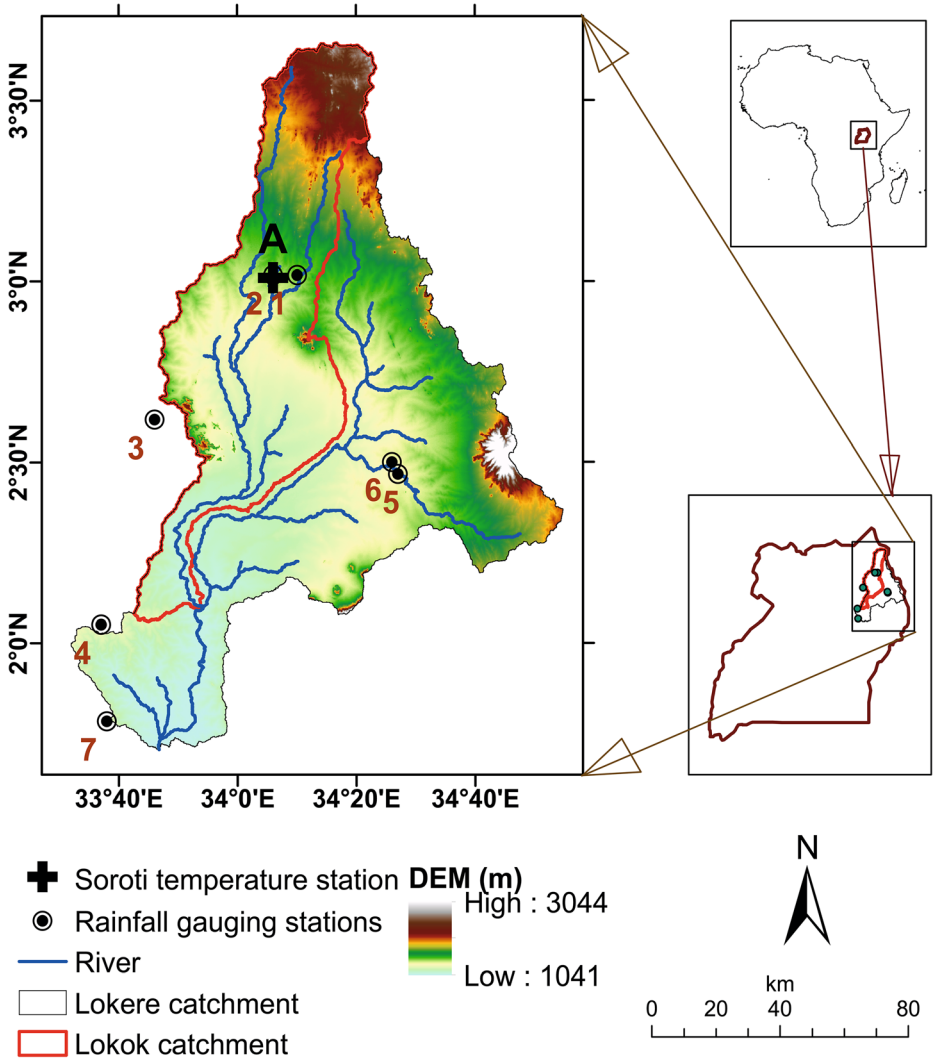 3°30'N
3°0'N
2°30'N
2°0'N
A
2 1
3
6 5
4
7
33°40'E 34°0'E 34°20'E 34°40'E
Soroti temperature station
Rainfall gauging stations
River
Lokere catchment
Lokok catchment
DEM (m)
High : 3044
Low : 1041
N
km
0 20 40 60 80